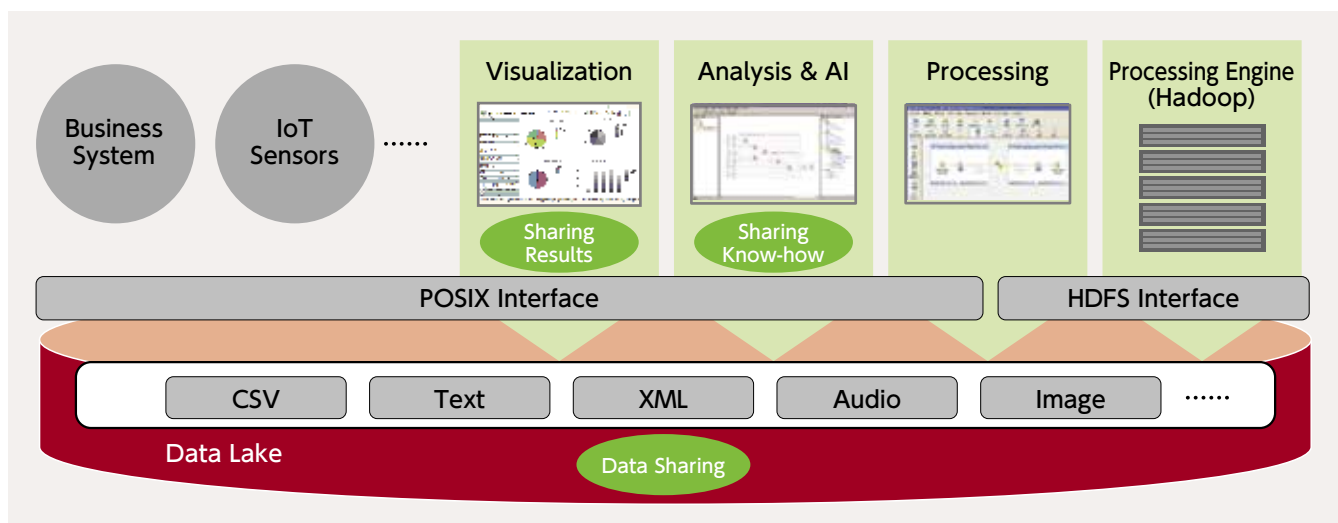 Visualization
Analysis & AI
Processing
Processing Engine
(Hadoop)
Business
System
IoT
Sensors
······
Sharing
Results
Sharing
Know-how
POSIX Interface
HDFS Interface
CSV
Text
XML
Audio
Image
······
Data Lake
Data Sharing